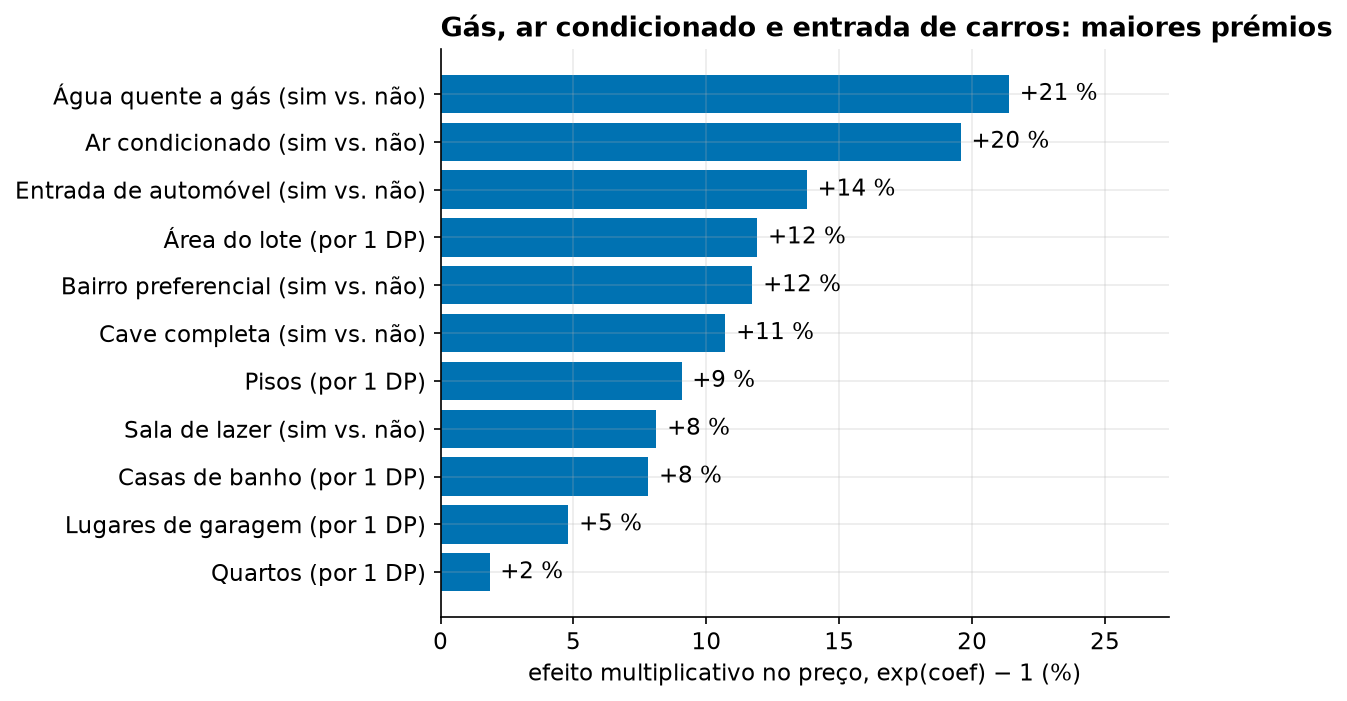 Gás, ar condicionado e entrada de carros: maiores prémios
Água quente a gás (sim vs. não) +21 %
Ar condicionado (sim vs. não) +20 %
Entrada de automóvel (sim vs. não) +14 %
Área do lote (por 1 DP) +12 %
Bairro preferencial (sim vs. não) +12 %
Cave completa (sim vs. não) +11 %
Pisos (por 1 DP) +9 %
Sala de lazer (sim vs. não) +8 %
Casas de banho (por 1 DP) +8 %
Lugares de garagem (por 1 DP) +5 %
Quartos (por 1 DP) +2 %
0 5 10 15 20 25
efeito multiplicativo no preço, exp(coef) − 1 (%)